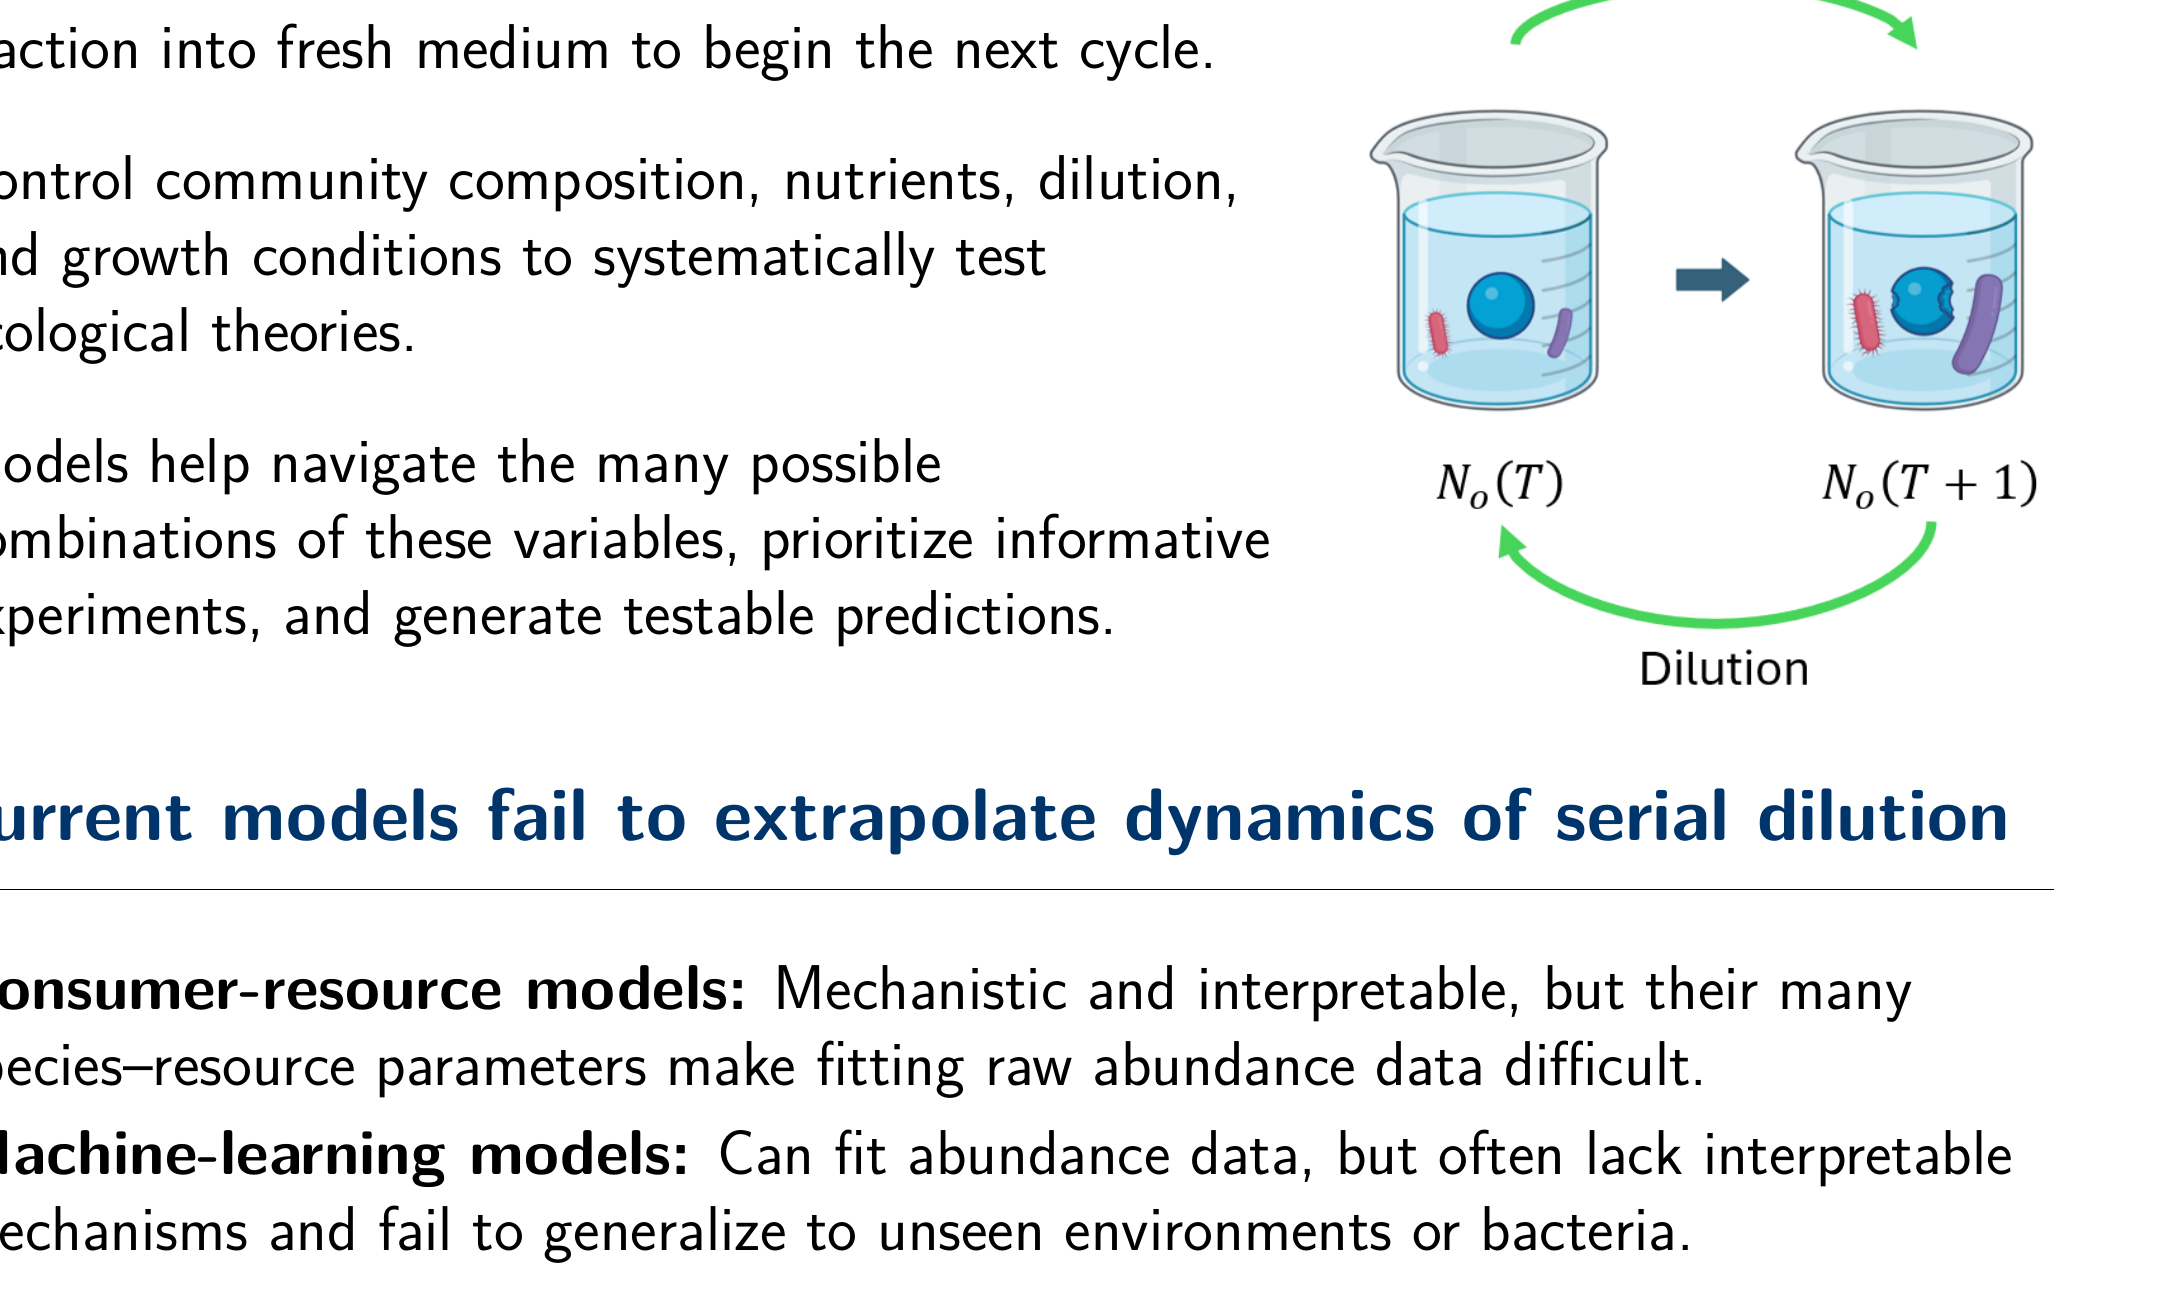 action into fresh medium to begin the next cycle.
ontrol community composition, nutrients, dilution,
nd growth conditions to systematically test
cological theories.
odels help navigate the many possible
ombinations of these variables, prioritize informative
xperiments, and generate testable predictions.
N_o(T)
N_o(T + 1)
Dilution
urrent models fail to extrapolate dynamics of serial dilution
onsumer-resource models: Mechanistic and interpretable, but their many
pecies–resource parameters make fitting raw abundance data difficult.
achine-learning models: Can fit abundance data, but often lack interpretable
echanisms and fail to generalize to unseen environments or bacteria.